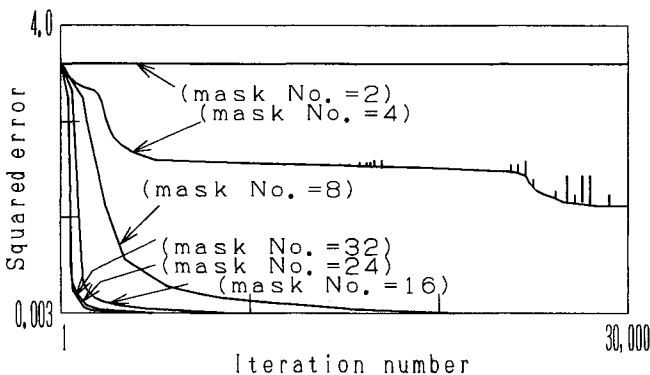 4.0
Squared error
(mask No.=2)
(mask No.=4)
(mask No.=8)
(mask No.=32)
(mask No.=24)
(mask No.=16)
0.003
1
30,000
Iteration number